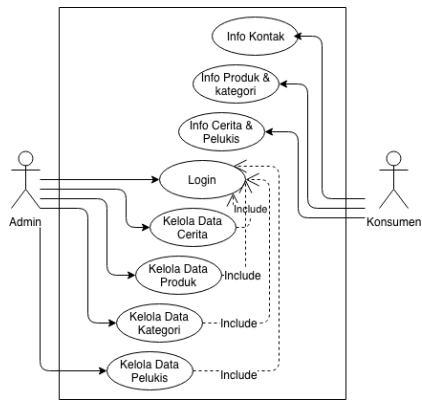 Info Kontak
Info Produk &
kategori
Info Cerita &
Pelukis
Login
Admin
Konsumen
Include
Kelola Data
Cerita
Kelola Data
Produk
Include
Kelola Data
Kategori
Include
Kelola Data
Pelukis
Include